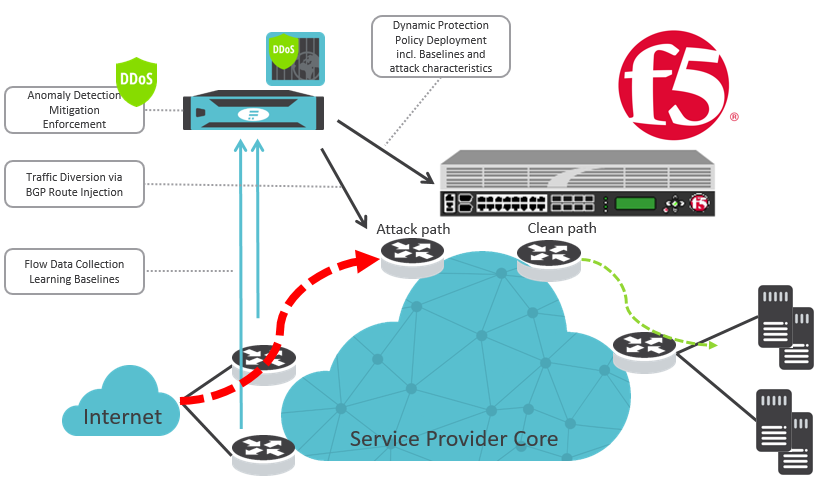 Dynamic Protection
Policy Deployment
incl. Baselines and
attack characteristics
DDoS
DDoS
f5
®
Anomaly Detection
Mitigation
Enforcement
Traffic Diversion via
BGP Route Injection
f5
Attack path
Clean path
Flow Data Collection
Learning Baselines
Internet
Service Provider Core